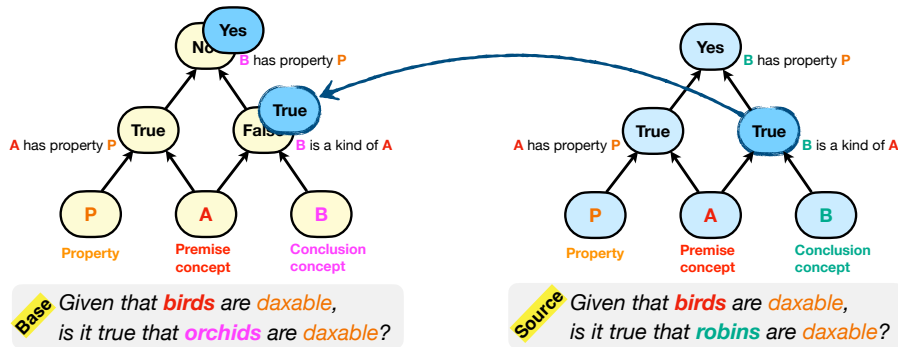 No
Yes
B has property P
True
False
True
A has property P
B is a kind of A
P
A
B
Property
Premise
concept
Conclusion
concept
Base
Given that birds are daxable,
is it true that orchids are daxable?
Yes
B has property P
True
True
A has property P
B is a kind of A
P
A
B
Property
Premise
concept
Conclusion
concept
Source
Given that birds are daxable,
is it true that robins are daxable?